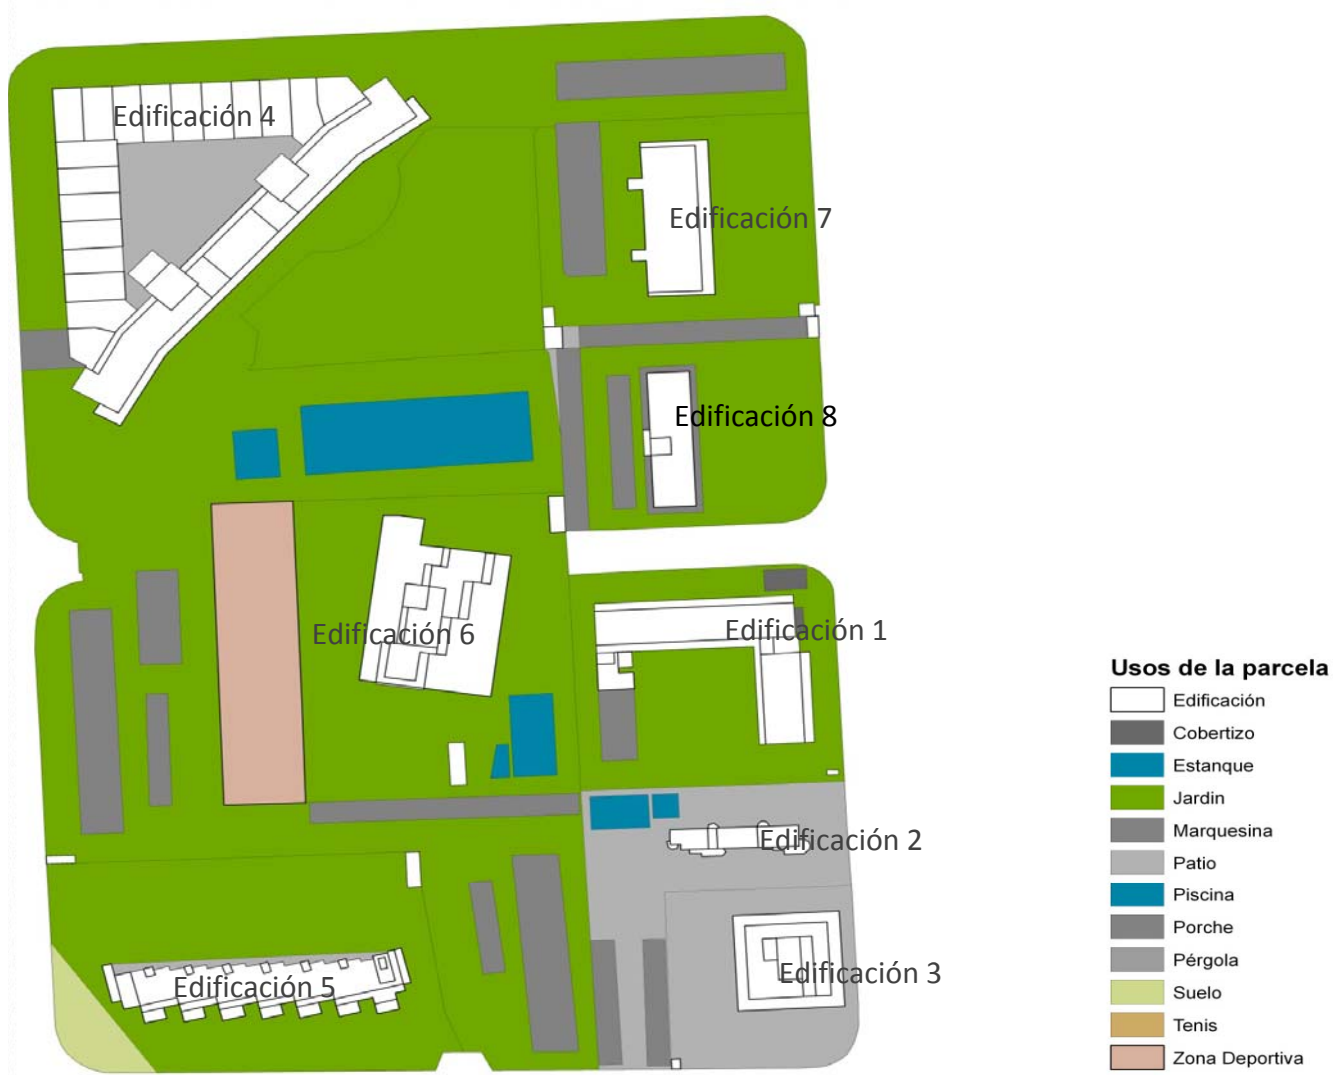 Edificación 4
Edificación 7
Edificación 8
Edificación 6
Edificación 1
Edificación 2
Edificación 3
Edificación 5
Usos de la parcela
Edificación
Cobertizo
Estanque
Jardin
Marquesina
Patio
Piscina
Porche
Pérgola
Suelo
Tenis
Zona Deportiva